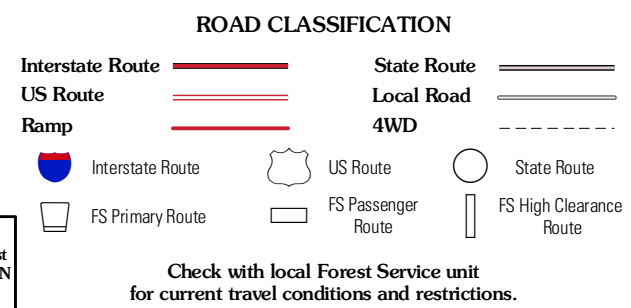 ROAD CLASSIFICATION
Interstate Route
State Route
US Route
Local Road
Ramp
4WD
Interstate Route
US Route
State Route
FS Primary Route
FS Passenger
Route
FS High Clearance
Route
st
N
Check with local Forest Service unit
for current travel conditions and restrictions.